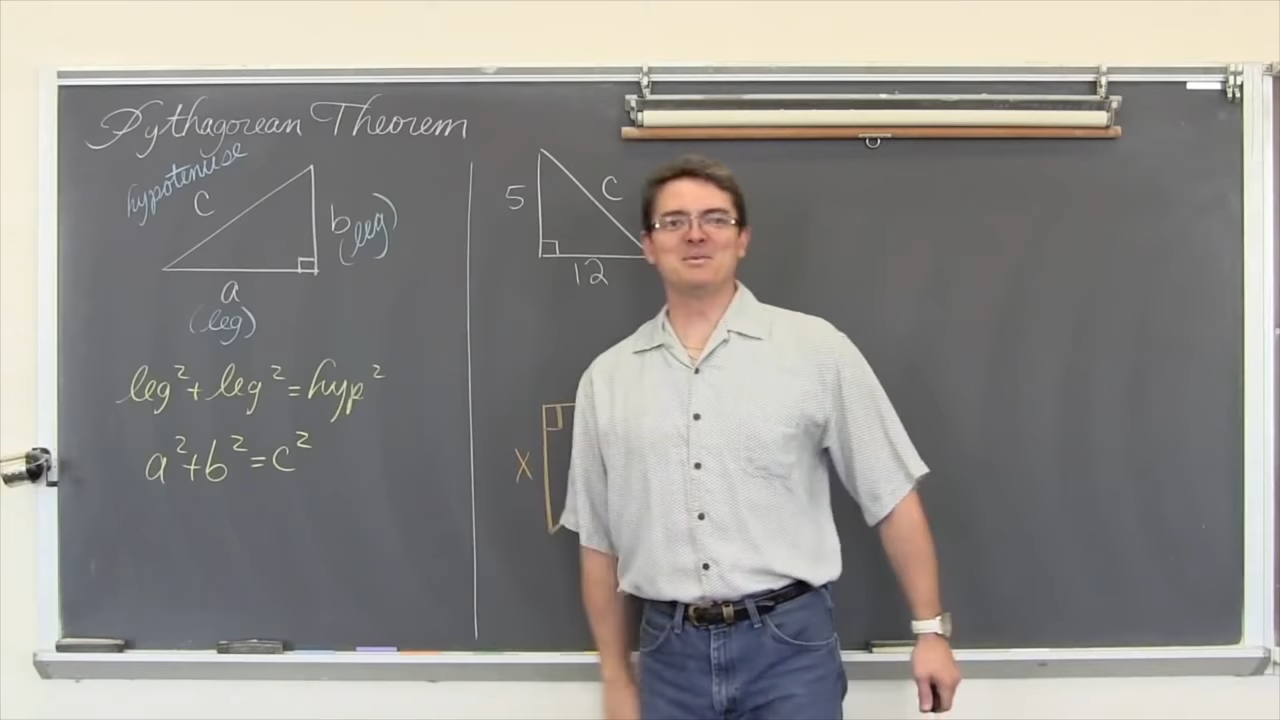 Pythagorean Theorem
hypotenuse
c
b
(leg)
a
(leg)
leg² + leg² = hyp²
a² + b² = c²
5
c
12
x